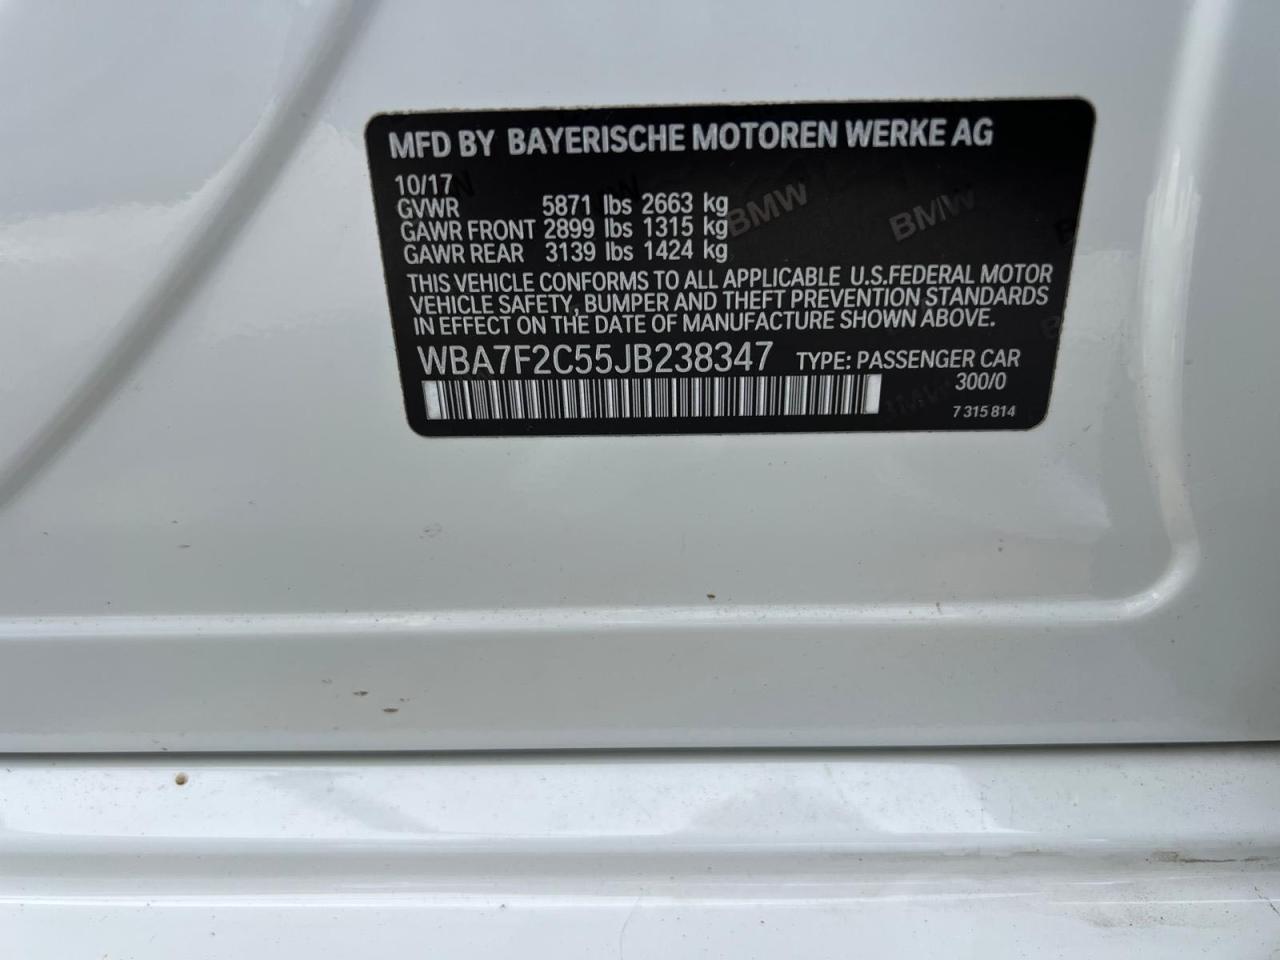 MFD BY BAYERISCHE MOTOREN WERKE AG
10/17
GVWR 5871 lbs 2663 kg
GAWR FRONT 2899 lbs 1315 kg
GAWR REAR 3139 lbs 1424 kg
BMW BMW
THIS VEHICLE CONFORMS TO ALL APPLICABLE U.S.FEDERAL MOTOR
VEHICLE SAFETY, BUMPER AND THEFT PREVENTION STANDARDS
IN EFFECT ON THE DATE OF MANUFACTURE SHOWN ABOVE.
WBA7F2C55JB238347 TYPE: PASSENGER CAR
300/0
7 315 814